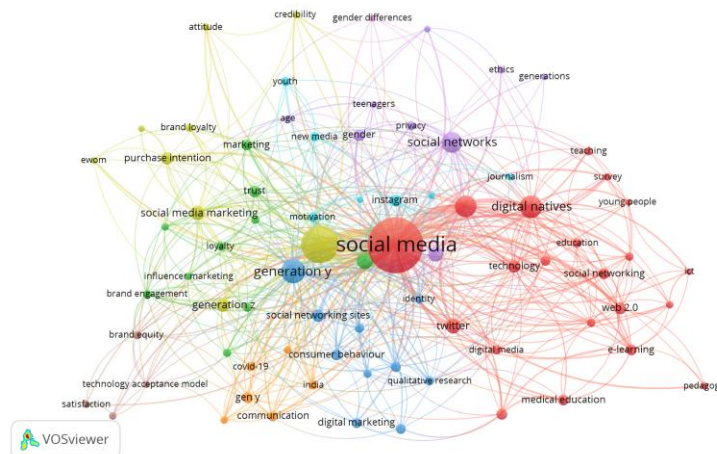 credibility
gender differences
attitude
ethics
generations
youth
teenagers
age
privacy
brand loyalty
new media
gender
marketing
social networks
teaching
ewom
purchase intention
journalism
survey
trust
instagram
young people
social media marketing
digital natives
motivation
social media
education
loyalty
technology
social networking
ict
influencer marketing
generation y
brand engagement
identity
generation z
web 2.0
social networking sites
twitter
brand equity
consumer behaviour
digital media
e-learning
covid-19
technology acceptance model
india
qualitative research
pedagog
gen y
satisfaction
medical education
communication
digital marketing
VOSviewer